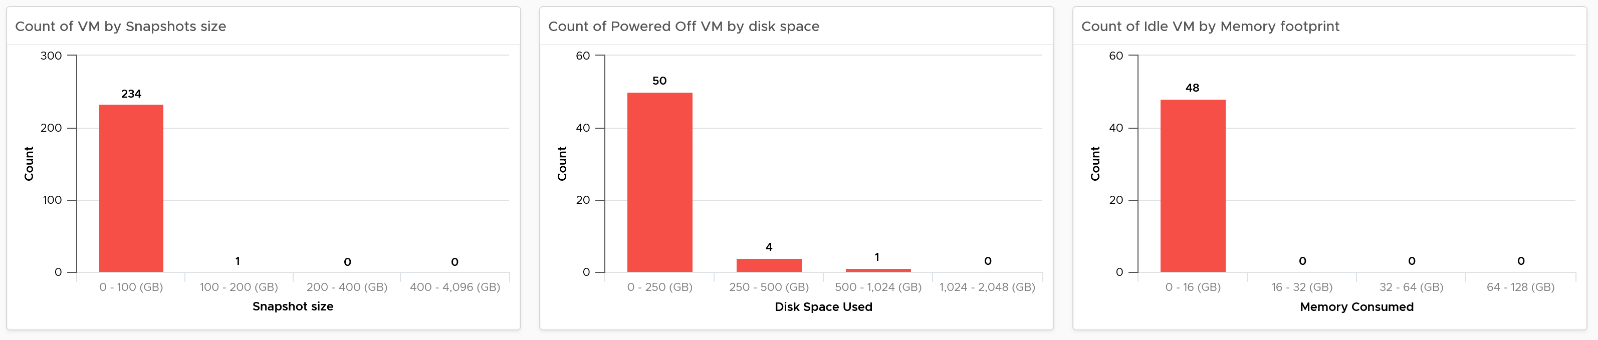 Count of VM by Snapshots size
300
200
100
0
Count
234
1
0
0
0 - 100 (GB)
100 - 200 (GB)
200 - 400 (GB)
400 - 4,096 (GB)
Snapshot size
Count of Powered Off VM by disk space
60
40
20
0
Count
50
4
1
0
0 - 250 (GB)
250 - 500 (GB)
500 - 1,024 (GB)
1,024 - 2,048 (GB)
Disk Space Used
Count of Idle VM by Memory footprint
60
40
20
0
Count
48
0
0
0
0 - 16 (GB)
16 - 32 (GB)
32 - 64 (GB)
64 - 128 (GB)
Memory Consumed